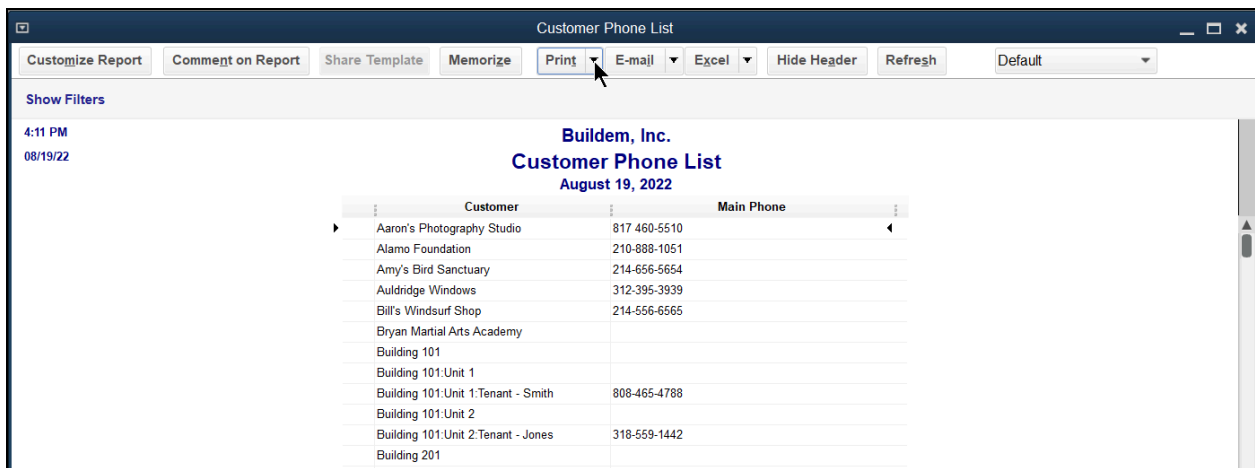 Customer Phone List
Customize Report Comment on Report Share Template Memorize Print E-mail Excel Hide Header Refresh Default
Show Filters
4:11 PM
08/19/22
Buildem, Inc.
Customer Phone List
August 19, 2022
Customer Main Phone
Aaron's Photography Studio 817 460-5510
Alamo Foundation 210-888-1051
Amy's Bird Sanctuary 214-656-5654
Auldridge Windows 312-395-3939
Bill's Windsurf Shop 214-556-6565
Bryan Martial Arts Academy
Building 101
Building 101:Unit 1
Building 101:Unit 1:Tenant - Smith 808-465-4788
Building 101:Unit 2
Building 101:Unit 2:Tenant - Jones 318-559-1442
Building 201